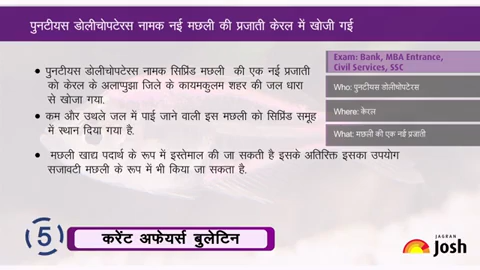 पुनटीयस डोलीचोपटेरस नामक नई मछली की प्रजाती केरल में खोजी गई
• पुनटीयस डोलीचोपटेरस नामक सिप्रिंड मछली की एक नई प्रजाती
को केरल के अलाप्पुझा जिले के कायमकुलम शहर की जल धारा
से खोजा गया.
• कम और उथले जल में पाई जाने वाली इस मछली को सिप्रिंड समूह
में स्थान दिया गया है.
• मछली खाद्य पदार्थ के रूप में इस्तेमाल की जा सकती है इसके अतिरिक्त इसका उपयोग
सजावटी मछली के रूप में भी किया जा सकता है.
Exam: Bank, MBA Entrance,
Civil Services, SSC
Who: पुनटीयस डोलीचोपटेरस
Where: केरल
What: मछली की एक नई प्रजाती
5 करेंट अफेयर्स बुलेटिन
JAGRAN
Josh